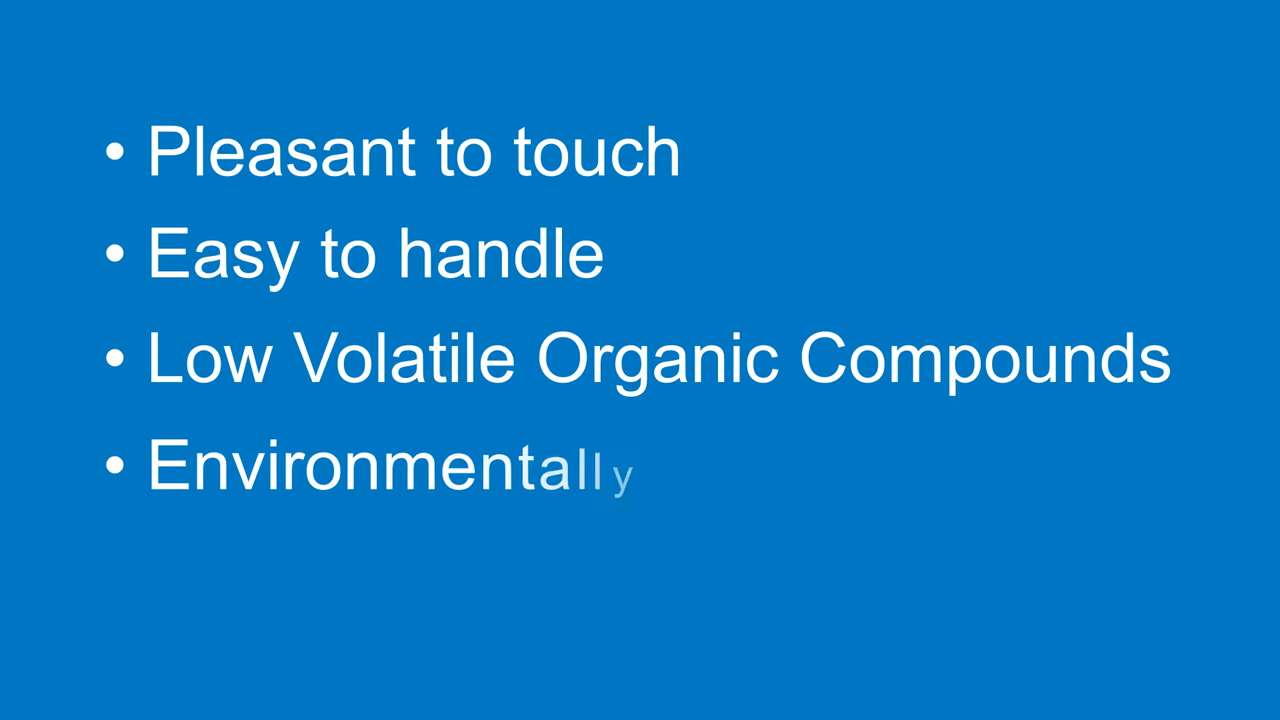 • Pleasant to touch
• Easy to handle
• Low Volatile Organic Compounds
• Environmentally